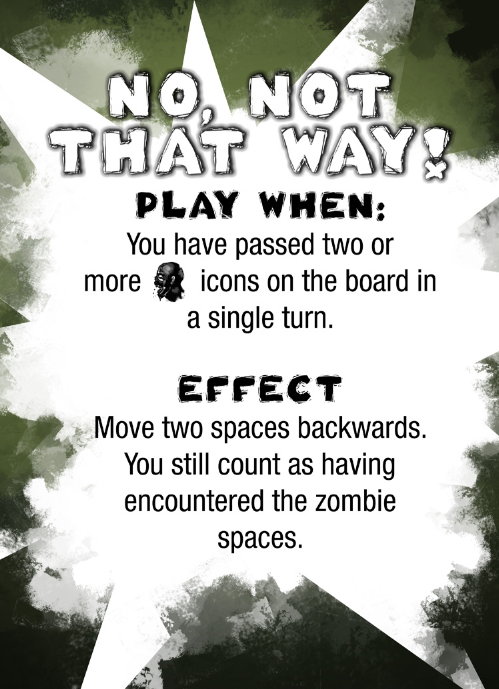 NO, NOT
THAT WAY!
PLAY WHEN:
You have passed two or
more icons on the board in
a single turn.
EFFECT
Move two spaces backwards.
You still count as having
encountered the zombie
spaces.